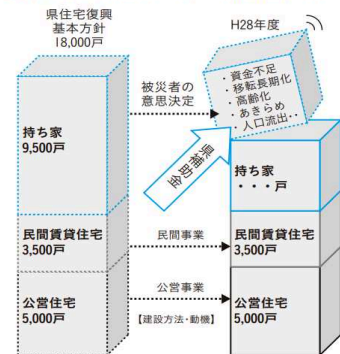 県住宅復興
基本方針
18,000戸
H28年度
被災者の
意思決定
・資金不足
・移転長期化
・高齢化
・あきらめ
・人口流出・・
持ち家
9,500戸
県補助金
持ち家
・・・戸
民間賃貸住宅
3,500戸
民間事業
民間賃貸住宅
3,500戸
公営住宅
5,000戸
公営事業
【建設方法・動機】
公営住宅
5,000戸